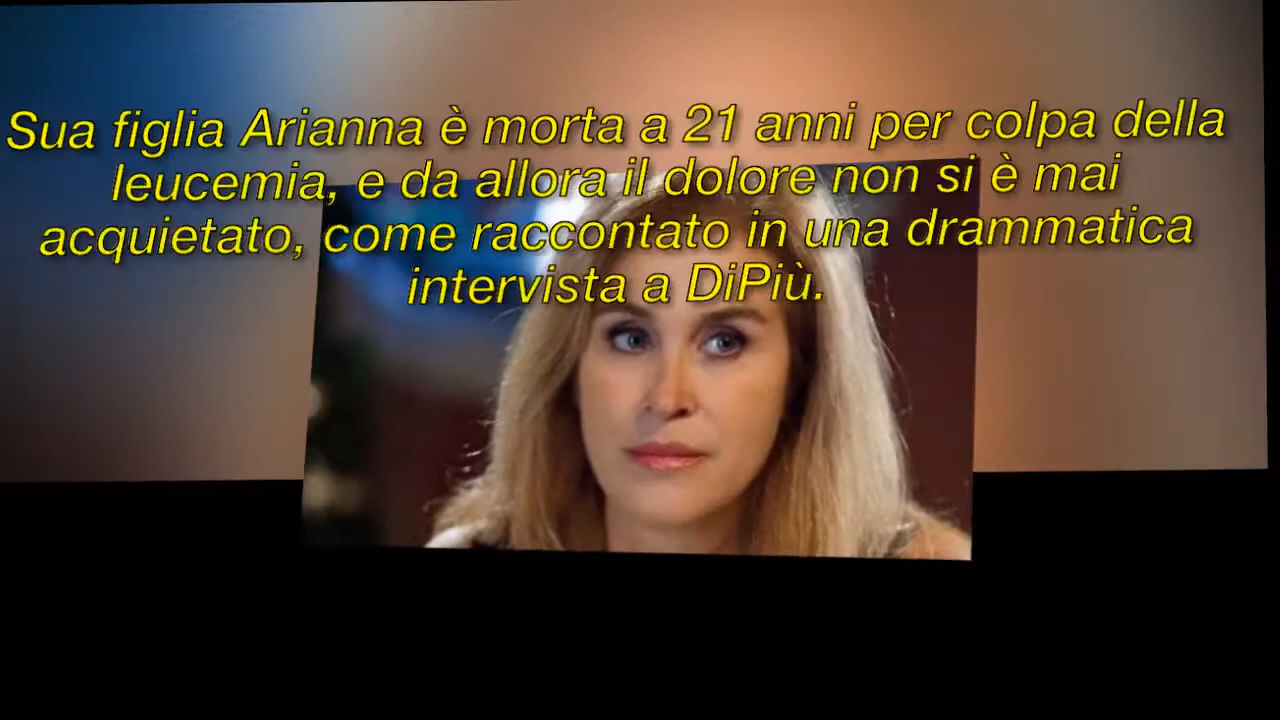 Sua figlia Arianna è morta a 21 anni per colpa della
leucemia, e da allora il dolore non si è mai
acquietato, come raccontato in una drammatica
intervista a DiPiù.